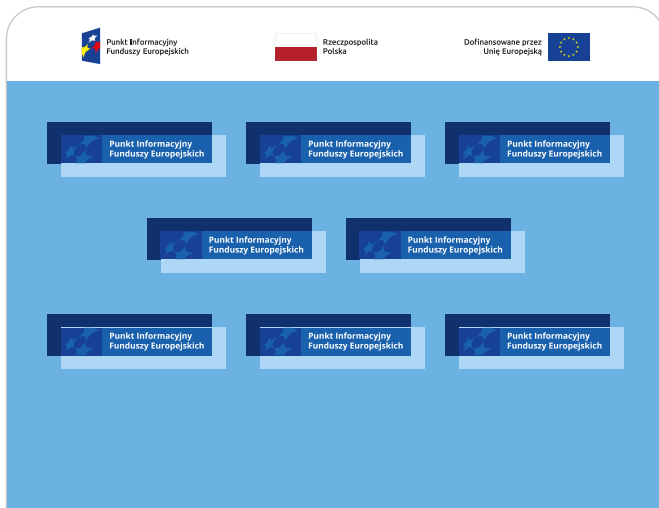 Punkt Informacyjny
Funduszy Europejskich
Rzeczpospolita
Polska
Dofinansowane przez
Unię Europejską
Punkt Informacyjny
Funduszy Europejskich
Punkt Informacyjny
Funduszy Europejskich
Punkt Informacyjny
Funduszy Europejskich
Punkt Informacyjny
Funduszy Europejskich
Punkt Informacyjny
Funduszy Europejskich
Punkt Informacyjny
Funduszy Europejskich
Punkt Informacyjny
Funduszy Europejskich
Punkt Informacyjny
Funduszy Europejskich